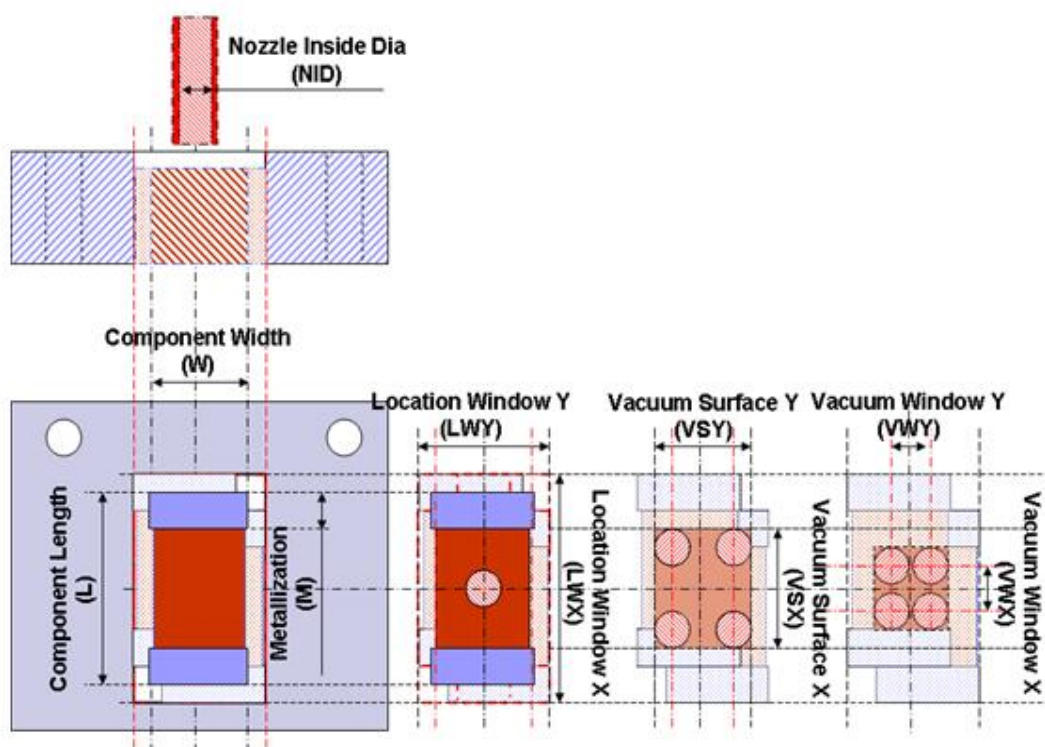 Nozzle Inside Dia
(NID)
Component Width
(W)
Location Window Y
(LWY)
Vacuum Surface Y
(VSY)
Vacuum Window Y
(VWY)
Component Length
(L)
Metallization
(M)
Location Window X
(LWX)
Vacuum Surface X
(VSX)
Vacuum Window X
(VWX)